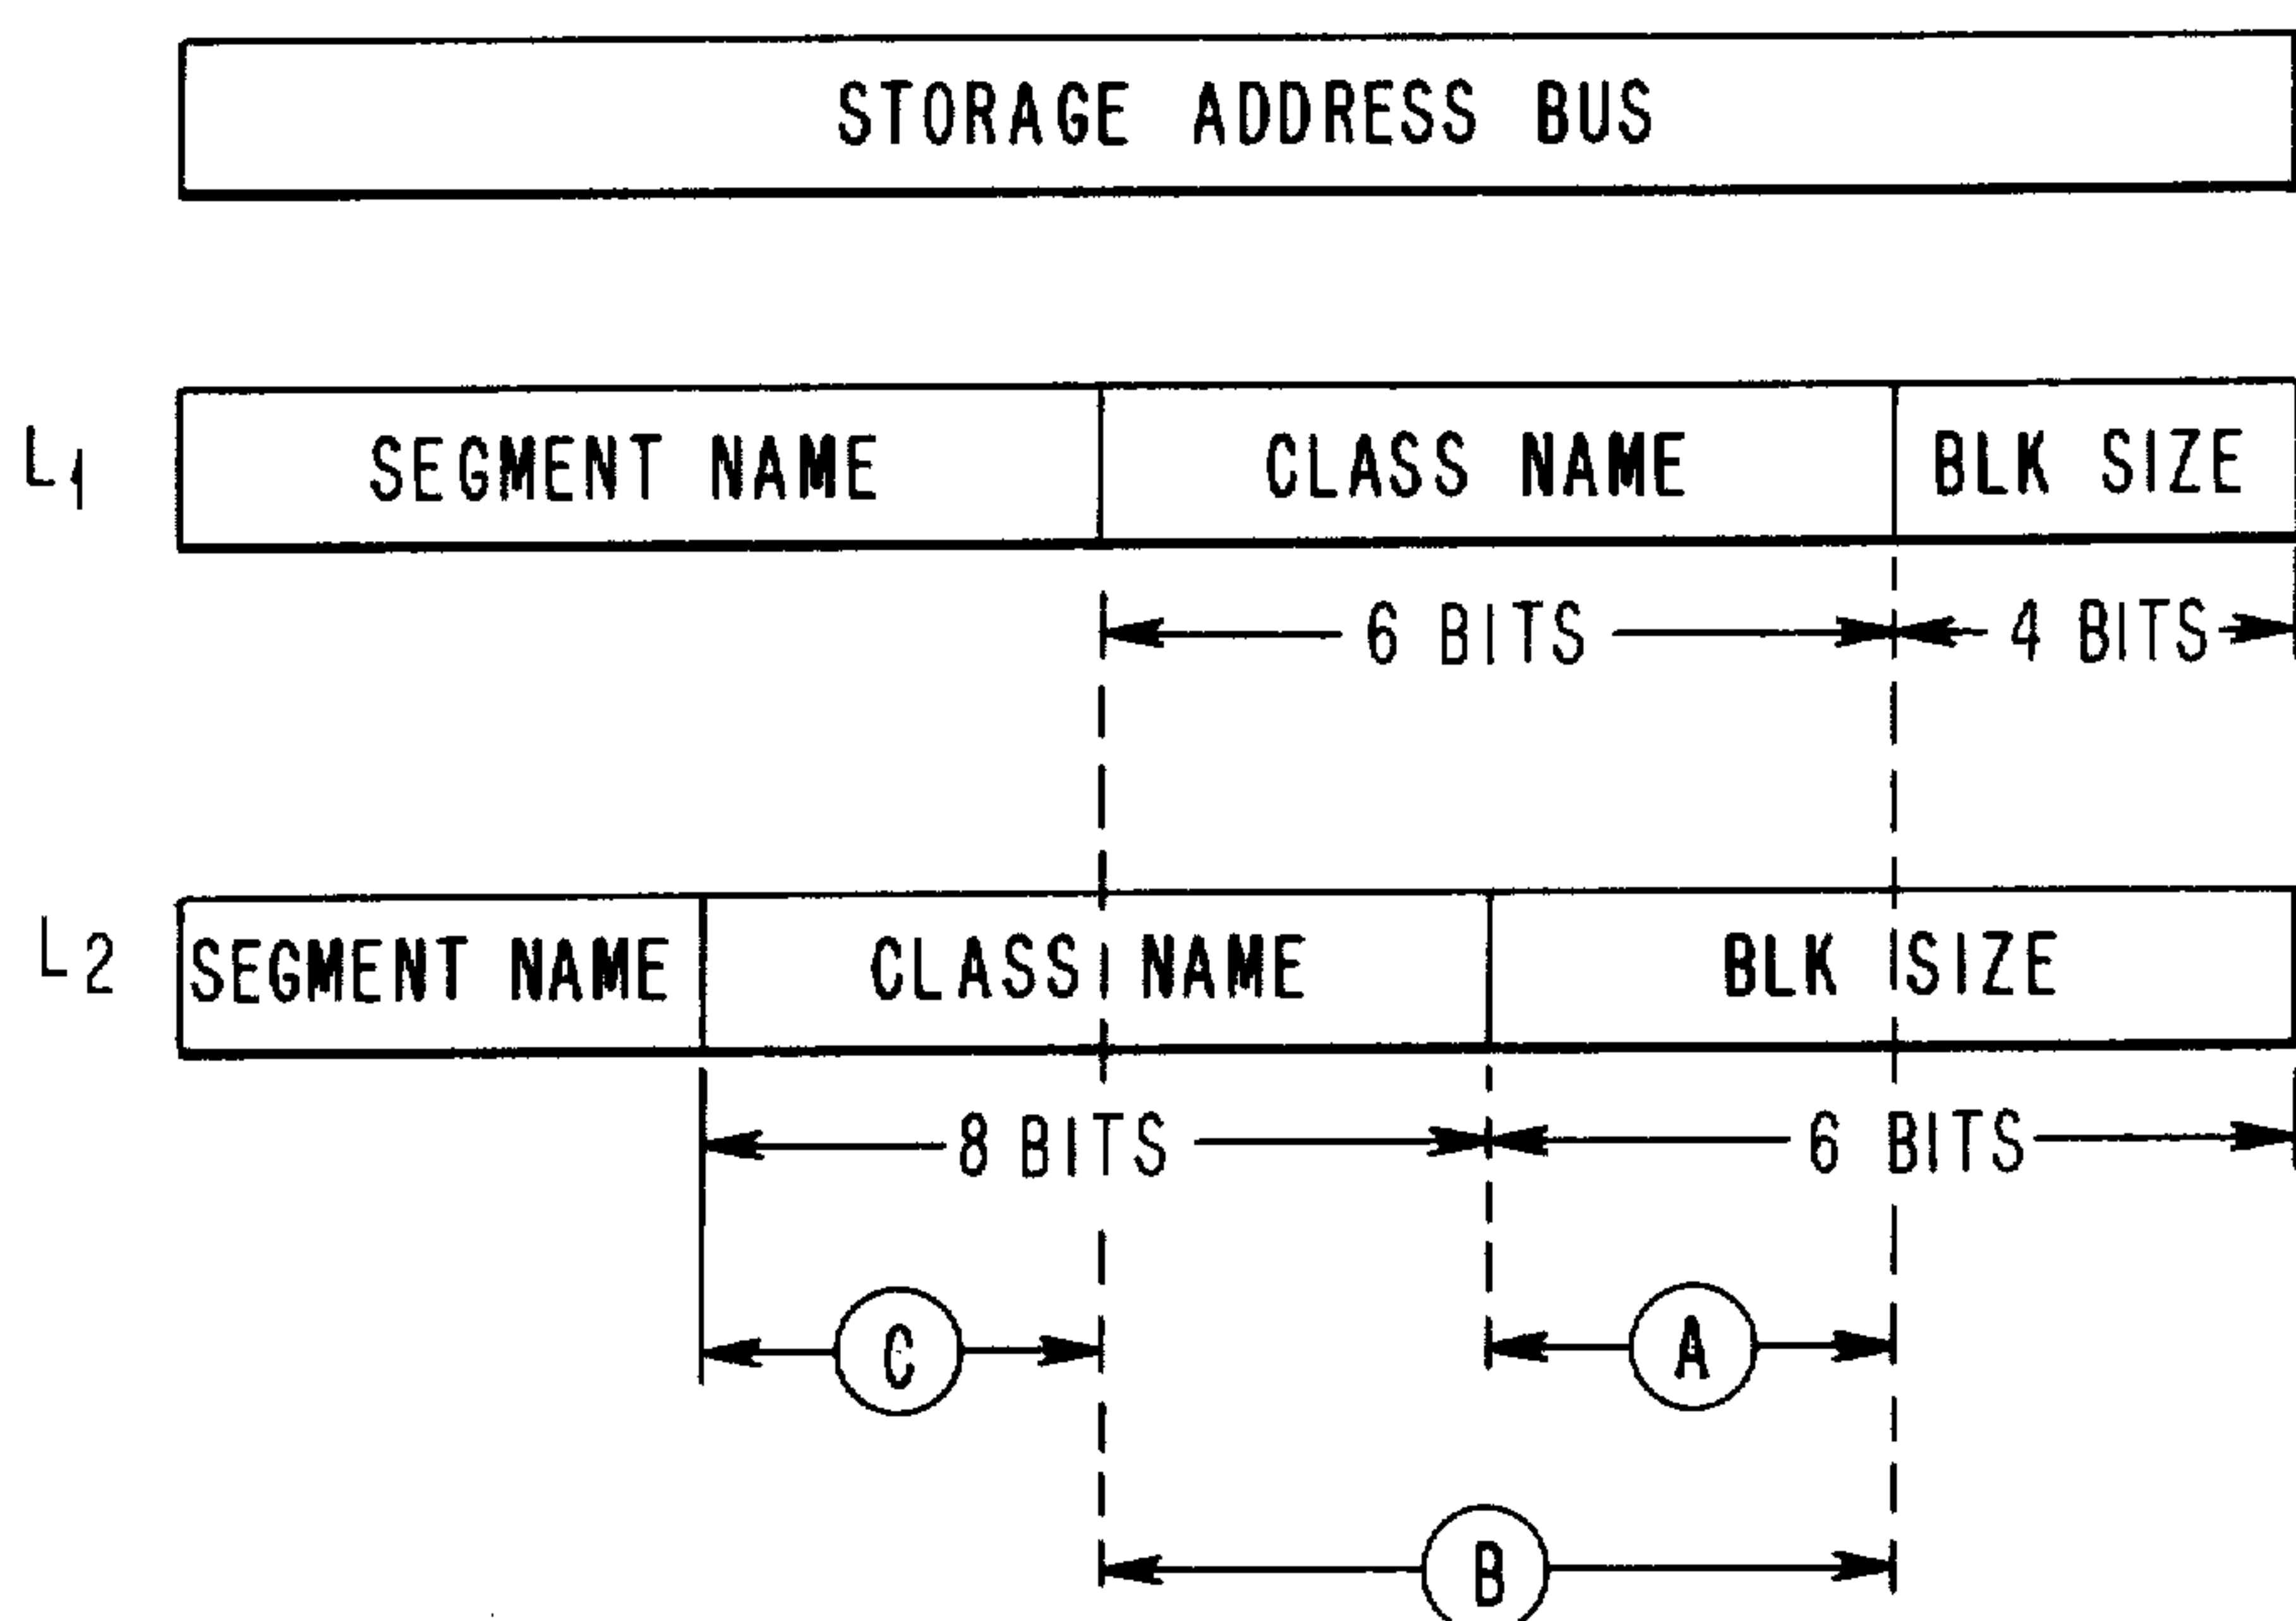 STORAGE ADDRESS BUS
L1 SEGMENT NAME CLASS NAME BLK SIZE
6 BITS 4 BITS
L2 SEGMENT NAME CLASS NAME BLK SIZE
8 BITS 6 BITS
C A
B